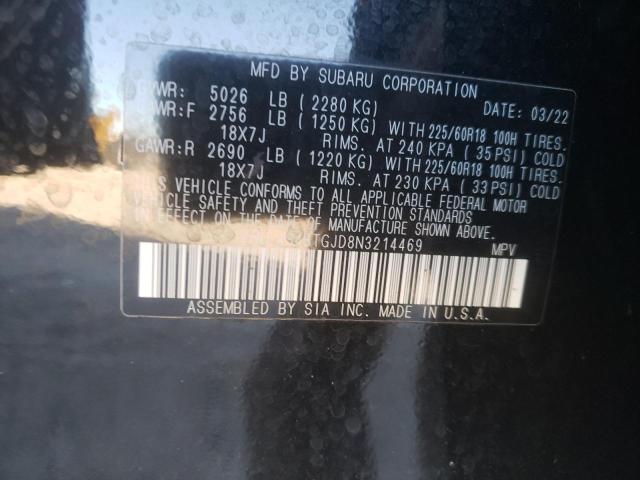 MFD BY SUBARU CORPORATION
GVWR: 5026 LB (2280 KG) DATE: 03/22
GAWR:F 2756 LB (1250 KG) WITH 225/60R18 100H TIRES.
18X7J RIMS. AT 240 KPA (35 PSI) COLD
GAWR:R 2690 LB (1220 KG) WITH 225/60R18 100H TIRES.
18X7J RIMS. AT 230 KPA (33 PSI) COLD
THIS VEHICLE CONFORMS TO ALL APPLICABLE FEDERAL MOTOR
VEHICLE SAFETY AND THEFT PREVENTION STANDARDS
IN EFFECT ON THE DATE OF MANUFACTURE SHOWN ABOVE.
TGJD8N3214469 MPV
ASSEMBLED BY SIA INC. MADE IN U.S.A.